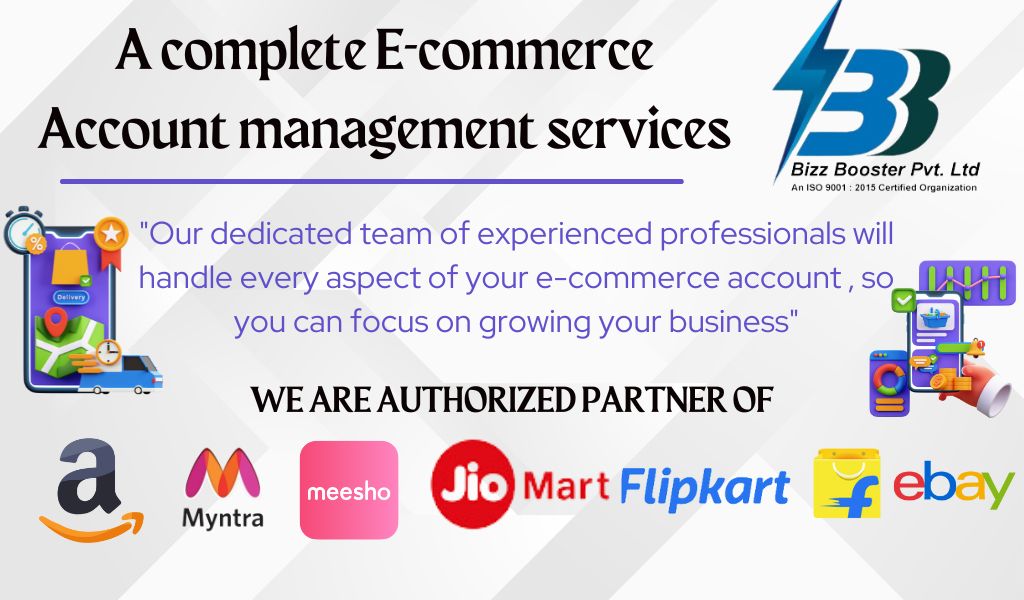 A complete E-commerce
Account management services
BB
Bizz Booster Pvt. Ltd
An ISO 9001 : 2015 Certified Organization
"Our dedicated team of experienced professionals will
handle every aspect of your e-commerce account , so
you can focus on growing your business"
%
Delivery
WE ARE AUTHORIZED PARTNER OF
a
Myntra
meesho
Jio Mart
Flipkart
f
ebay